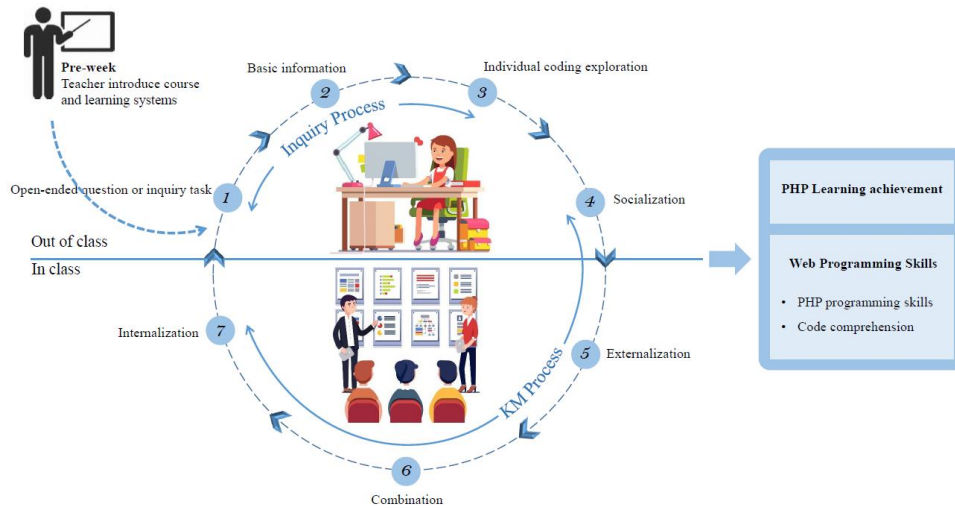 Pre-week
Teacher introduce course
and learning systems
Basic information
2
Individual coding exploration
3
Inquiry Process
Open-ended question or inquiry task
1
4
Socialization
Out of class
In class
Internalization
7
5
Externalization
KM Process
6
Combination
PHP Learning achievement
Web Programming Skills
• PHP programming skills
• Code comprehension